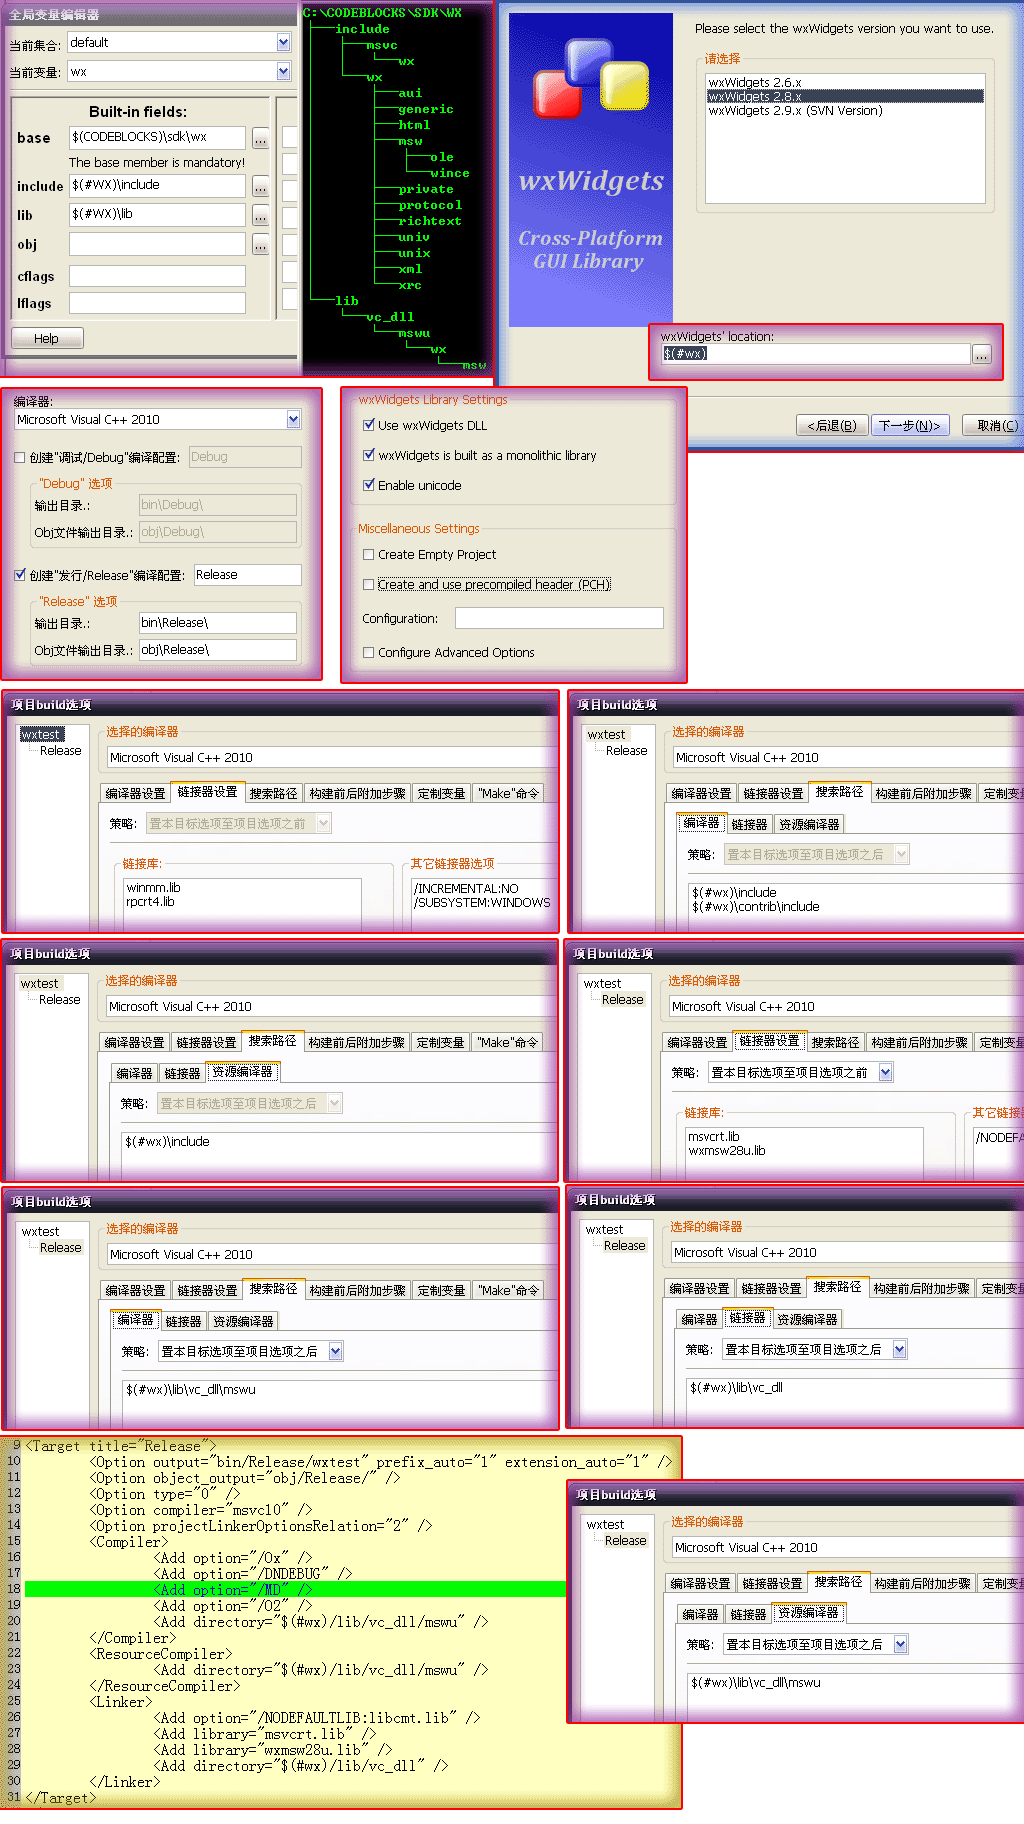 全局变量编辑器
当前集合: default
当前变量: wx
Built-in fields:
base $(CODEBLOCKS)\sdk\wx ...
The base member is mandatory!
include $(#WX)\include ...
lib $(#WX)\lib ...
obj ...
cflags
lflags
Help
C:\CODEBLOCKS\SDK\WX
include
msvc
wx
wx
aui
generic
html
msw
ole
wince
private
protocol
richtext
univ
unix
xml
xrc
lib
vc_dll
mswu
wx
msw
wxWidgets
Cross-Platform
GUI Library
Please select the wxWidgets version you want to use.
请选择
wxWidgets 2.6.x
wxWidgets 2.8.x
wxWidgets 2.9.x (SVN Version)
wxWidgets' location:
$(#wx) ...
<后退(B) 下一步(N)> 取消(C)
编译器:
Microsoft Visual C++ 2010
创建"调试/Debug"编译配置: Debug
"Debug" 选项
输出目录.: bin\Debug\
Obj文件输出目录.: obj\Debug\
创建"发行/Release"编译配置: Release
"Release" 选项
输出目录.: bin\Release\
Obj文件输出目录.: obj\Release\
wxWidgets Library Settings
Use wxWidgets DLL
wxWidgets is built as a monolithic library
Enable unicode
Miscellaneous Settings
Create Empty Project
Create and use precompiled header (PCH)
Configuration:
Configure Advanced Options
项目build选项
wxtest
Release
选择的编译器
Microsoft Visual C++ 2010
编译器设置 链接器设置 搜索路径 构建前后附加步骤 定制变量 "Make"命令
策略: 置本目标选项至项目选项之前
链接库:
winmm.lib
rpcrt4.lib
其它链接器选项
/INCREMENTAL:NO
/SUBSYSTEM:WINDOWS
项目build选项
wxtest
Release
选择的编译器
Microsoft Visual C++ 2010
编译器设置 链接器设置 搜索路径 构建前后附加步骤 定制变
编译器 链接器 资源编译器
策略: 置本目标选项至项目选项之后
$(#wx)\include
$(#wx)\contrib\include
项目build选项
wxtest
Release
选择的编译器
Microsoft Visual C++ 2010
编译器设置 链接器设置 搜索路径 构建前后附加步骤 定制变量 "Make"命令
编译器 链接器 资源编译器
策略: 置本目标选项至项目选项之后
$(#wx)\include
项目build选项
wxtest
Release
选择的编译器
Microsoft Visual C++ 2010
编译器设置 链接器设置 搜索路径 构建前后附加步骤 定制变
策略: 置本目标选项至项目选项之前
链接库:
msvcrt.lib
wxmsw28u.lib
其它链接器
/NODEFA
项目build选项
wxtest
Release
选择的编译器
Microsoft Visual C++ 2010
编译器设置 链接器设置 搜索路径 构建前后附加步骤 定制变量 "Make"命令
编译器 链接器 资源编译器
策略: 置本目标选项至项目选项之后
$(#wx)\lib\vc_dll\mswu
项目build选项
wxtest
Release
选择的编译器
Microsoft Visual C++ 2010
编译器设置 链接器设置 搜索路径 构建前后附加步骤 定制变
编译器 链接器 资源编译器
策略: 置本目标选项至项目选项之后
$(#wx)\lib\vc_dll
9 <Target title="Release">
10 <Option output="bin/Release/wxtest" prefix_auto="1" extension_auto="1" />
11 <Option object_output="obj/Release/" />
12 <Option type="0" />
13 <Option compiler="msvc10" />
14 <Option projectLinkerOptionsRelation="2" />
15 <Compiler>
16 <Add option="/Ox" />
17 <Add option="/DNDEBUG" />
18 <Add option="/MD" />
19 <Add option="/O2" />
20 <Add directory="$(#wx)/lib/vc_dll/mswu" />
21 </Compiler>
22 <ResourceCompiler>
23 <Add directory="$(#wx)/lib/vc_dll/mswu" />
24 </ResourceCompiler>
25 <Linker>
26 <Add option="/NODEFAULTLIB:libcmt.lib" />
27 <Add library="msvcrt.lib" />
28 <Add library="wxmsw28u.lib" />
29 <Add directory="$(#wx)/lib/vc_dll" />
30 </Linker>
31 </Target>
项目build选项
wxtest
Release
选择的编译器
Microsoft Visual C++ 2010
编译器设置 链接器设置 搜索路径 构建前后附加步骤 定制变
编译器 链接器 资源编译器
策略: 置本目标选项至项目选项之后
$(#wx)\lib\vc_dll\mswu